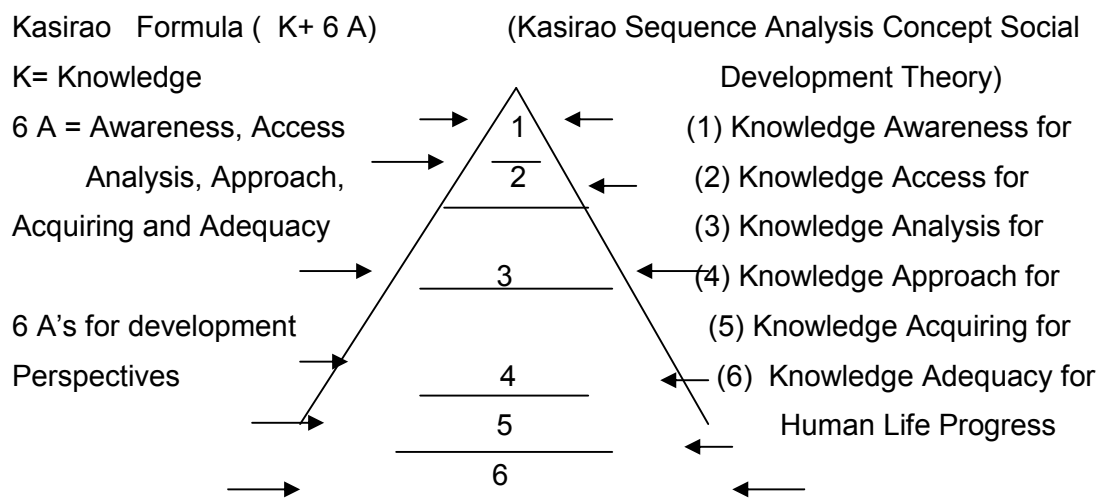 Kasirao Formula ( K+ 6 A) (Kasirao Sequence Analysis Concept Social
K= Knowledge Development Theory)
6 A = Awareness, Access 1 (1) Knowledge Awareness for
Analysis, Approach, 2 (2) Knowledge Access for
Acquiring and Adequacy (3) Knowledge Analysis for
3 (4) Knowledge Approach for
6 A’s for development (5) Knowledge Acquiring for
Perspectives 4 (6) Knowledge Adequacy for
5 Human Life Progress
6